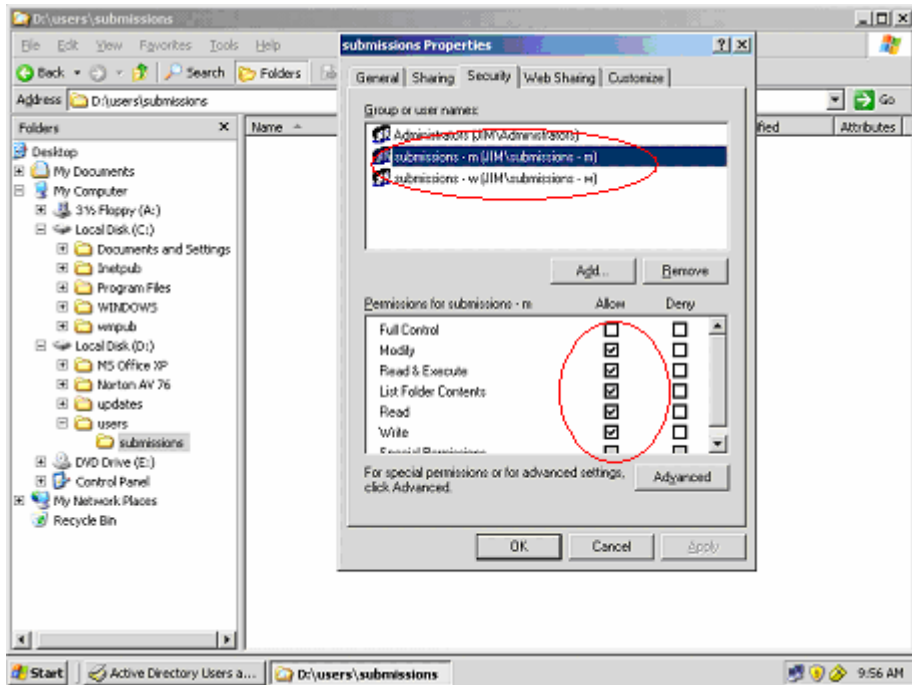 D:\users\submissions
File Edit View Favorites Tools Help
Back Search Folders
Address D:\users\submissions Go
Folders x Name ified Attributes
Desktop
My Documents
My Computer
3½ Floppy (A:)
Local Disk (C:)
Documents and Settings
Inetpub
Program Files
WINDOWS
wmpub
Local Disk (D:)
MS Office XP
Norton AV 76
updates
users
submissions
DVD Drive (E:)
Control Panel
My Network Places
Recycle Bin
submissions Properties
General Sharing Security Web Sharing Customize
Group or user names:
Administrators (JIM\Administrators)
submissions - m (JIM\submissions - m)
submissions - w (JIM\submissions - w)
Add... Remove
Permissions for submissions - m Allow Deny
Full Control
Modify
Read & Execute
List Folder Contents
Read
Write
Special Permissions
For special permissions or for advanced settings,
click Advanced.
Advanced
OK Cancel Apply
Start Active Directory Users a... D:\users\submissions 9:56 AM